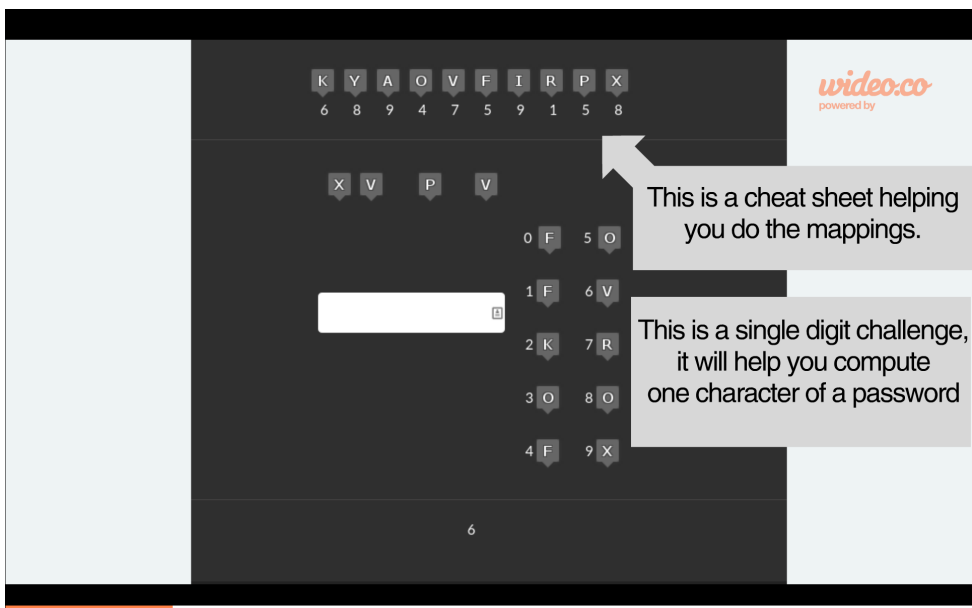 K Y A O V F I R P X
6 8 9 4 7 5 9 1 5 8
wideo.co
powered by
X V P V
This is a cheat sheet helping
you do the mappings.
0 F 5 O
1 F 6 V
2 K 7 R
3 O 8 O
4 F 9 X
This is a single digit challenge,
it will help you compute
one character of a password
6